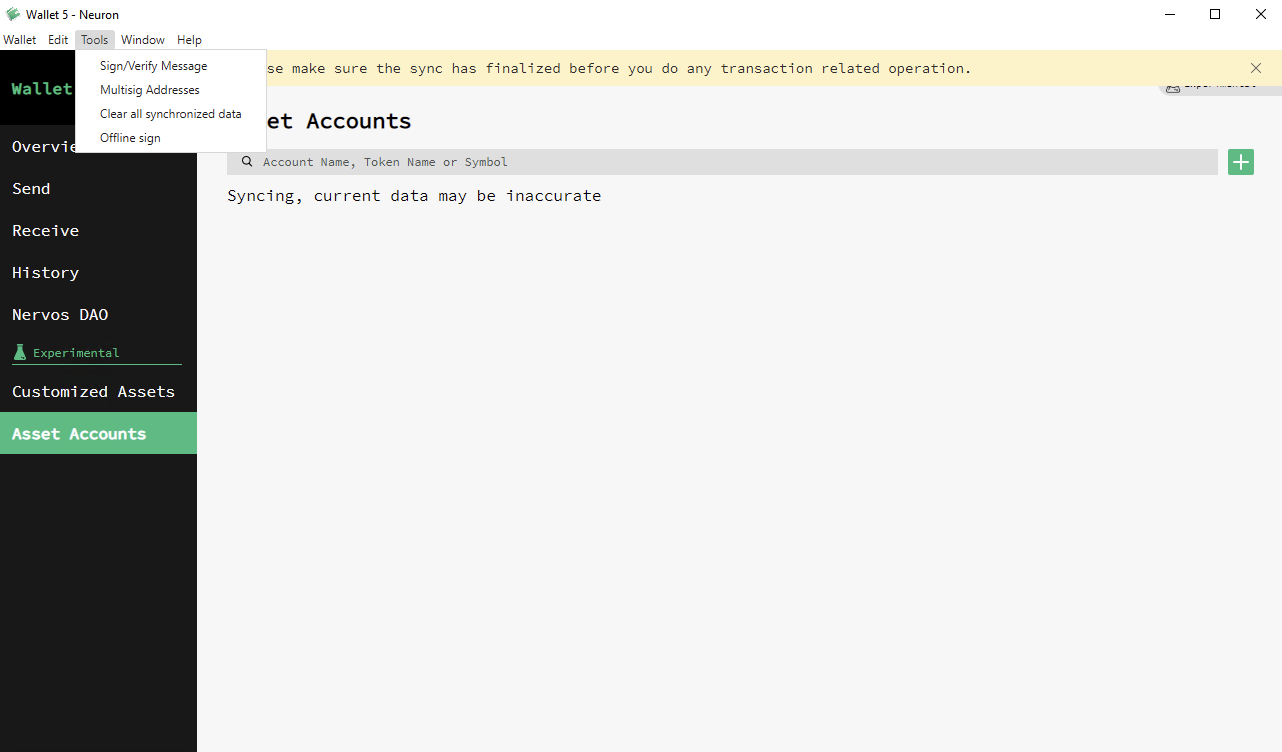 Wallet 5 - Neuron
Wallet Edit Tools Window Help
Sign/Verify Message
Multisig Addresses
Clear all synchronized data
Offline sign
se make sure the sync has finalized before you do any transaction related operation.
Wallet
et Accounts
Overvie
Send
Receive
History
Nervos DAO
Experimental
Customized Assets
Asset Accounts
Account Name, Token Name or Symbol
Syncing, current data may be inaccurate